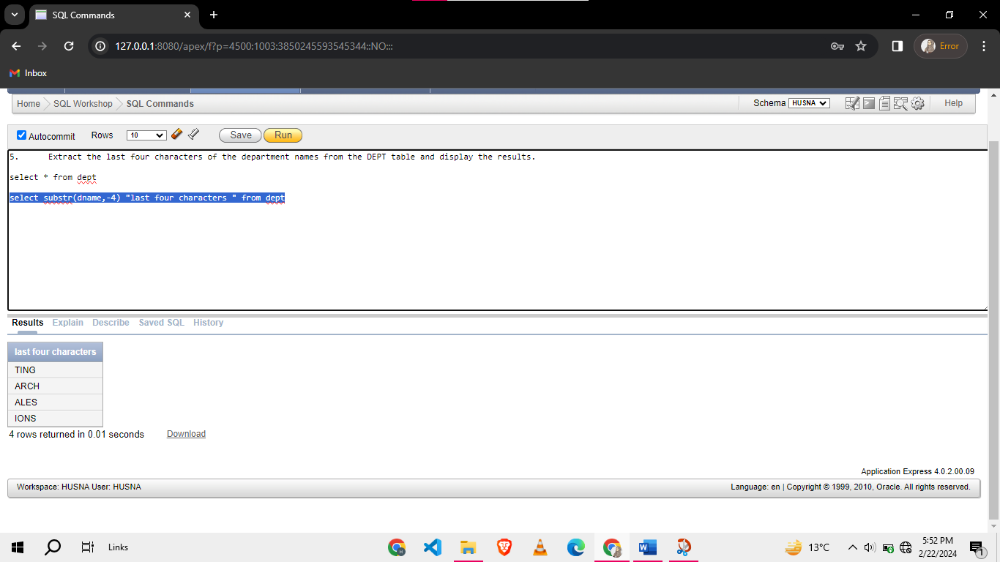 SQL Commands
127.0.0.1:8080/apex/f?p=4500:1003:3850245593545344::NO:::
Error
Inbox
Home SQL Workshop SQL Commands
Schema HUSNA Help
Autocommit Rows 10 Save Run
5. Extract the last four characters of the department names from the DEPT table and display the results.
select * from dept
select substr(dname,-4) "last four characters " from dept
Results Explain Describe Saved SQL History
last four characters
TING
ARCH
ALES
IONS
4 rows returned in 0.01 seconds Download
Application Express 4.0.2.00.09
Workspace: HUSNA User: HUSNA
Language: en | Copyright © 1999, 2010, Oracle. All rights reserved.
Links
13°C
5:52 PM
2/22/2024
1